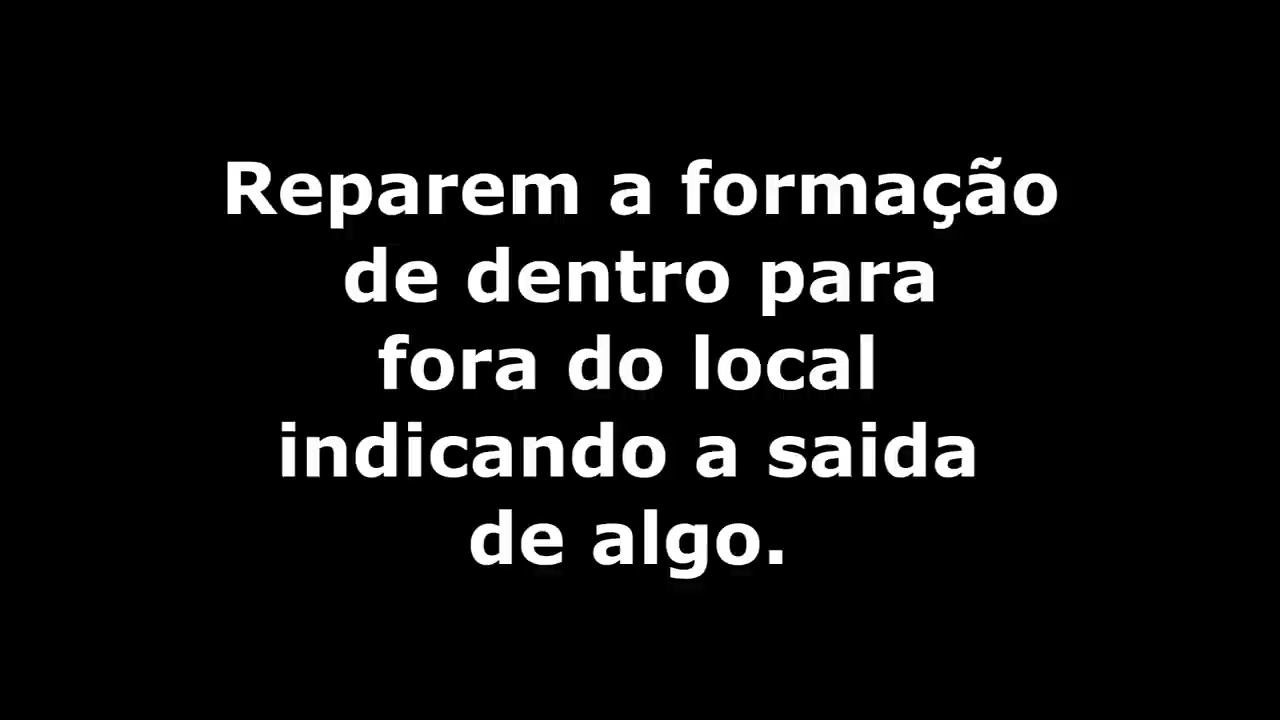 Reparem a formação
de dentro para
fora do local
indicando a saida
de algo.